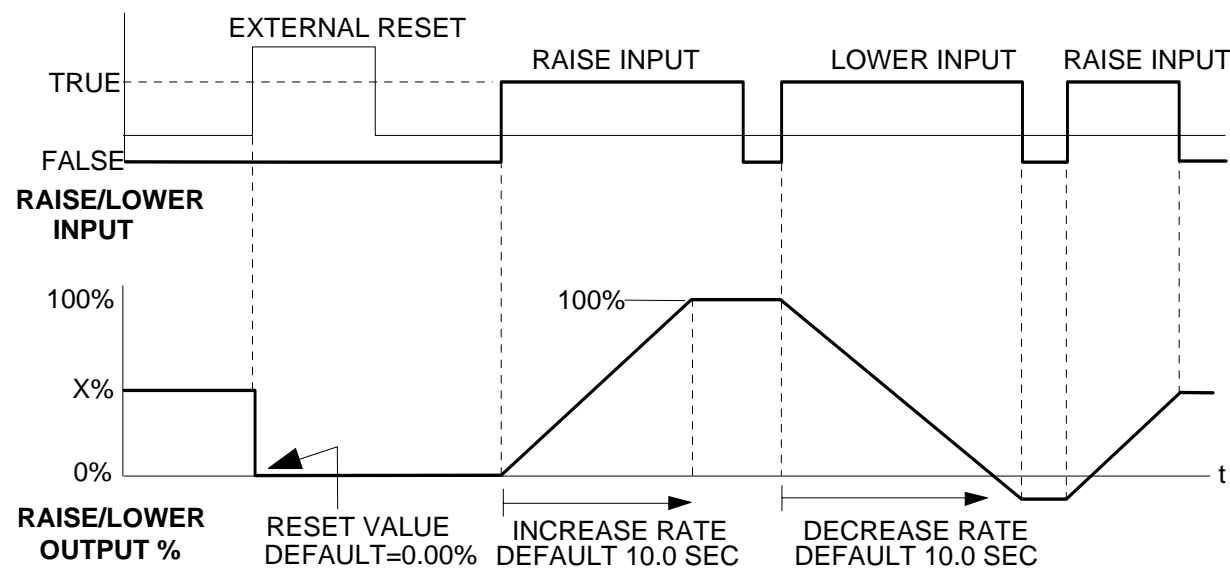 EXTERNAL RESET
RAISE INPUT
LOWER INPUT
RAISE INPUT
TRUE
FALSE
RAISE/LOWER
INPUT
100%
100%
X%
0%
t
RAISE/LOWER
OUTPUT %
RESET VALUE
DEFAULT=0.00%
INCREASE RATE
DEFAULT 10.0 SEC
DECREASE RATE
DEFAULT 10.0 SEC